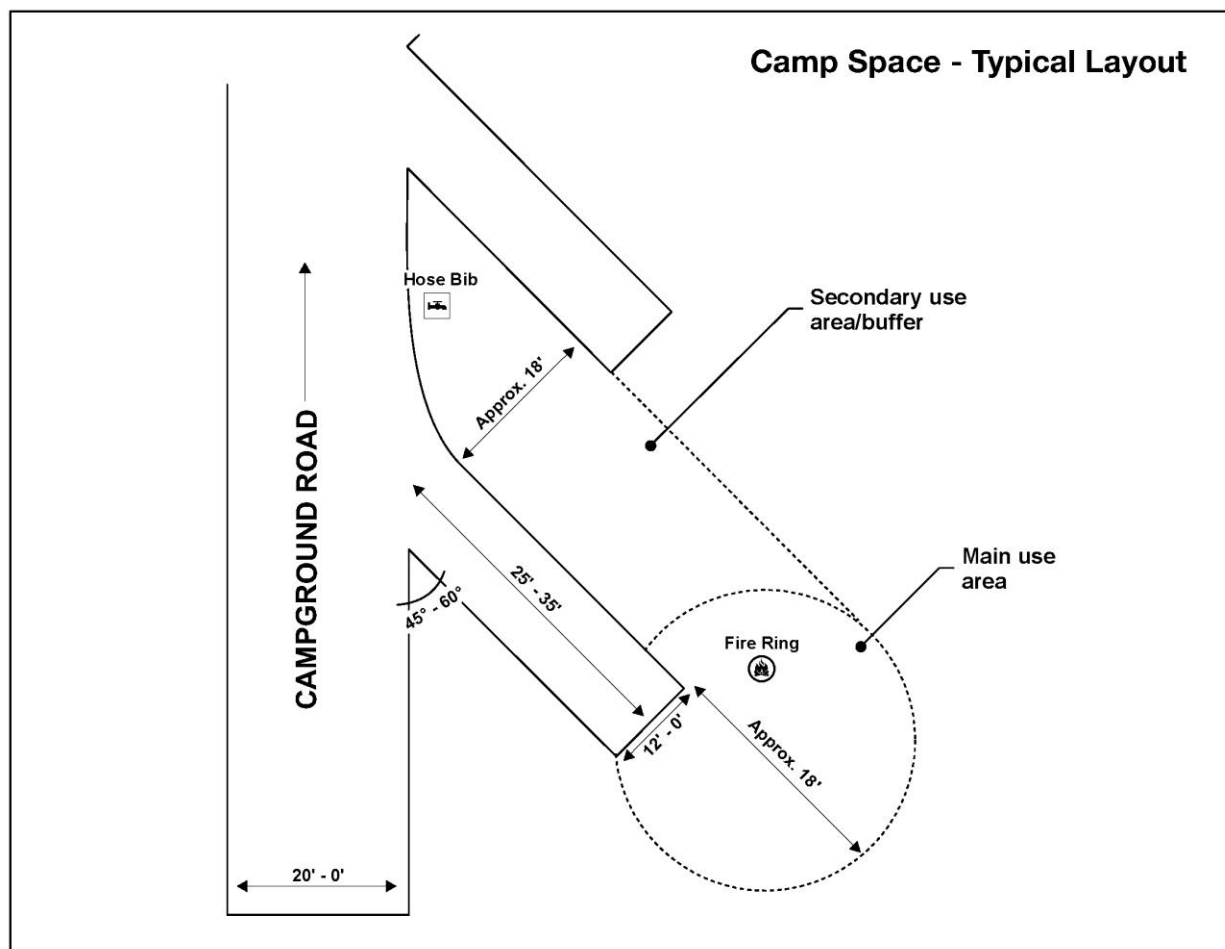 Camp Space - Typical Layout
Hose Bib
Secondary use
area/buffer
Approx. 18'
CAMPGROUND ROAD
25' - 35'
45° - 60°
Main use
area
Fire Ring
12' - 0'
Approx. 18'
20' - 0'